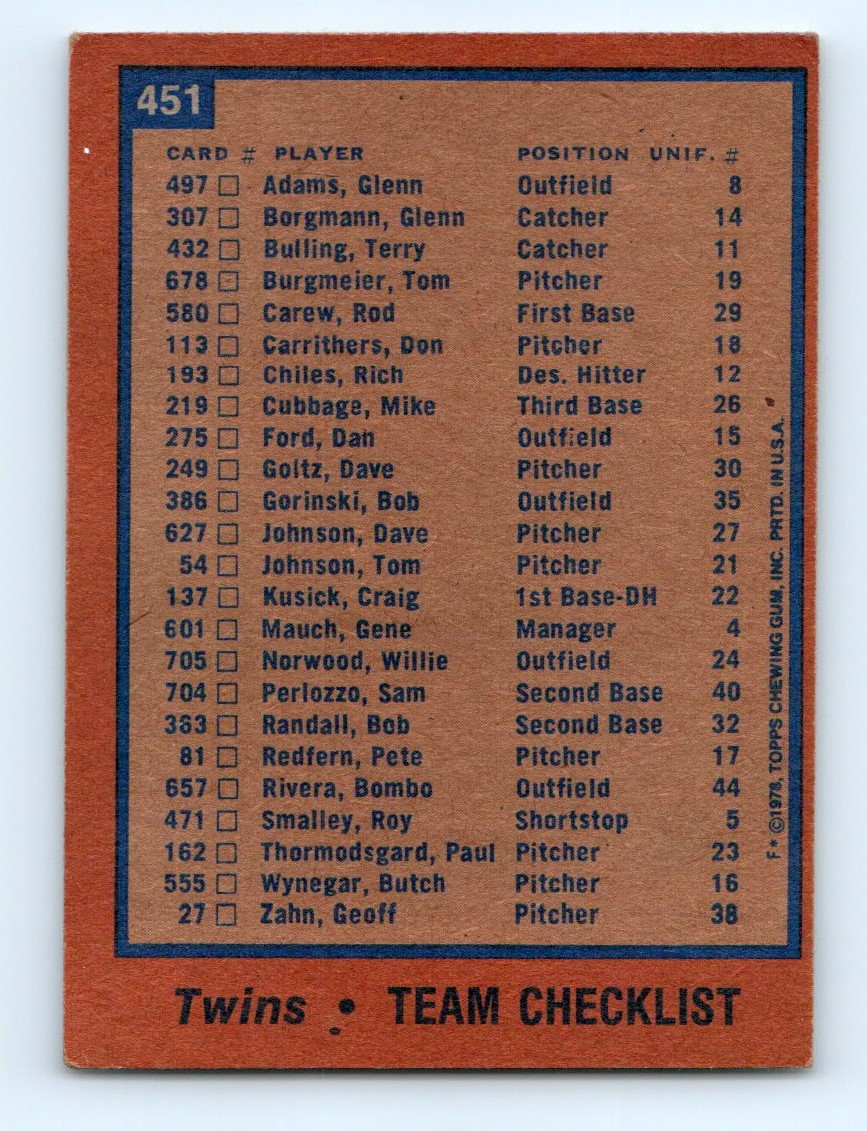 451
CARD # PLAYER POSITION UNIF. #
497 Adams, Glenn Outfield 8
307 Borgmann, Glenn Catcher 14
432 Bulling, Terry Catcher 11
678 Burgmeier, Tom Pitcher 19
580 Carew, Rod First Base 29
113 Carrithers, Don Pitcher 18
193 Chiles, Rich Des. Hitter 12
219 Cubbage, Mike Third Base 26
275 Ford, Dan Outfield 15
249 Goltz, Dave Pitcher 30
386 Gorinski, Bob Outfield 35
627 Johnson, Dave Pitcher 27
54 Johnson, Tom Pitcher 21
137 Kusick, Craig 1st Base-DH 22
601 Mauch, Gene Manager 4
705 Norwood, Willie Outfield 24
704 Perlozzo, Sam Second Base 40
363 Randall, Bob Second Base 32
81 Redfern, Pete Pitcher 17
657 Rivera, Bombo Outfield 44
471 Smalley, Roy Shortstop 5
162 Thormodsgard, Paul Pitcher 23
555 Wynegar, Butch Pitcher 16
27 Zahn, Geoff Pitcher 38
F* ©1978, TOPPS CHEWING GUM, INC. PRTD. IN U.S.A.
Twins • TEAM CHECKLIST